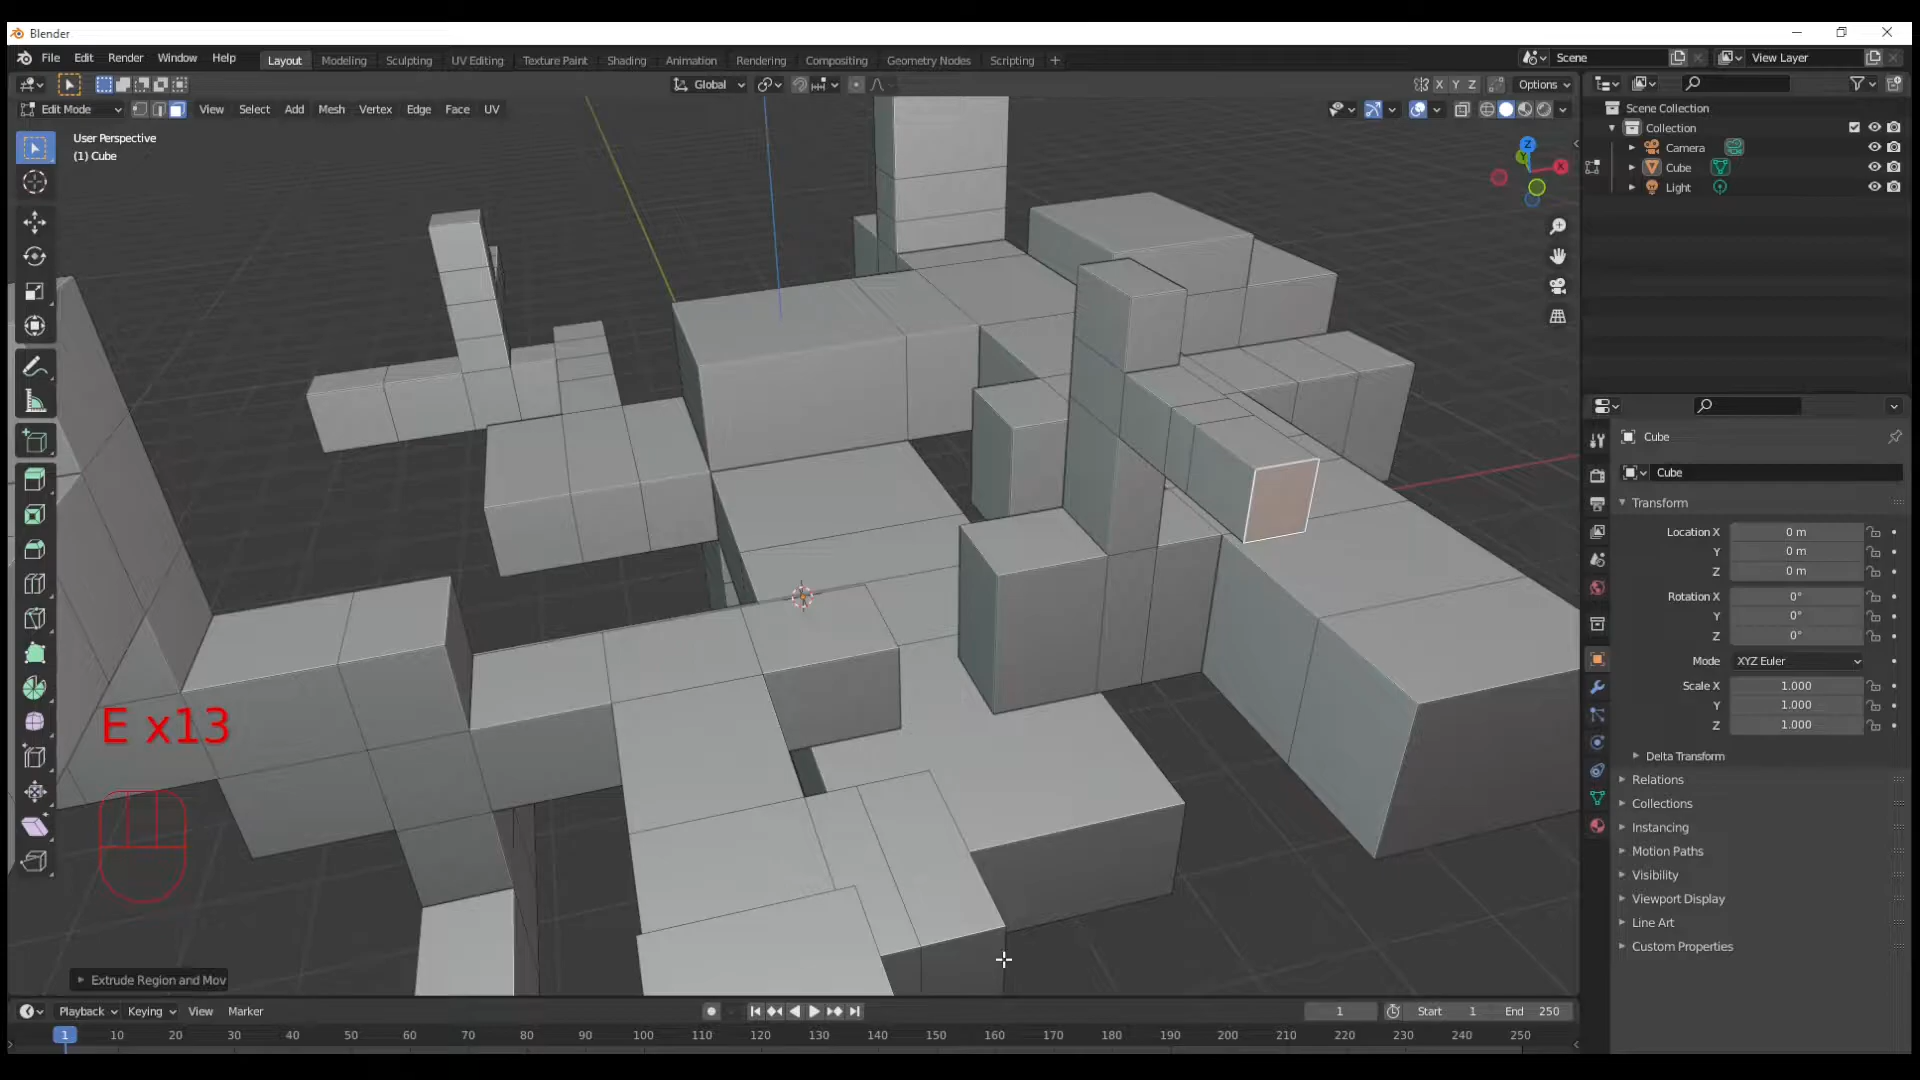 Blender
File Edit Render Window Help Layout Modeling Sculpting UV Editing Texture Paint Shading Animation Rendering Compositing Geometry Nodes Scripting + Scene View Layer
Global X Y Z Options
Edit Mode View Select Add Mesh Vertex Edge Face UV
User Perspective
(1) Cube
Z
Y
X
Scene Collection
Collection
Camera
Cube
Light
Cube
Cube
Transform
Location X 0 m
Y 0 m
Z 0 m
Rotation X 0°
Y 0°
Z 0°
Mode XYZ Euler
Scale X 1.000
Y 1.000
Z 1.000
Delta Transform
Relations
Collections
Instancing
Motion Paths
Visibility
Viewport Display
Line Art
Custom Properties
E x13
Extrude Region and Mov
Playback Keying View Marker 1 Start 1 End 250
1 10 20 30 40 50 60 70 80 90 100 110 120 130 140 150 160 170 180 190 200 210 220 230 240 250